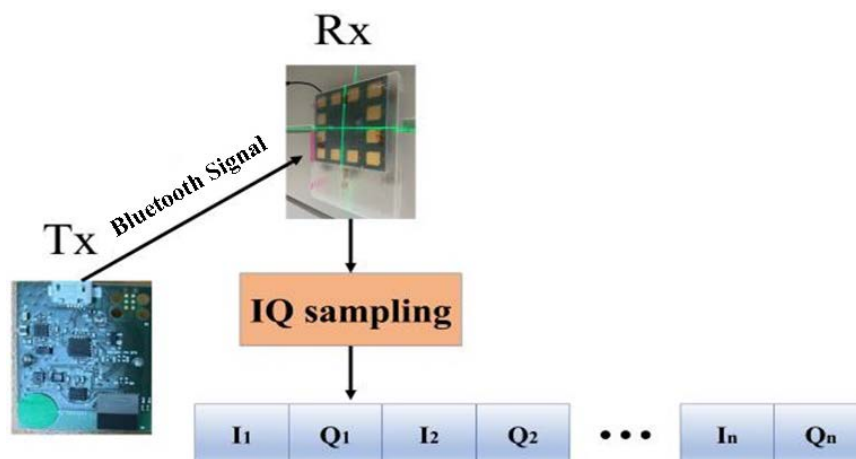 Rx
Bluetooth Signal
Tx
IQ sampling
I1 Q1 I2 Q2 ••• In Qn